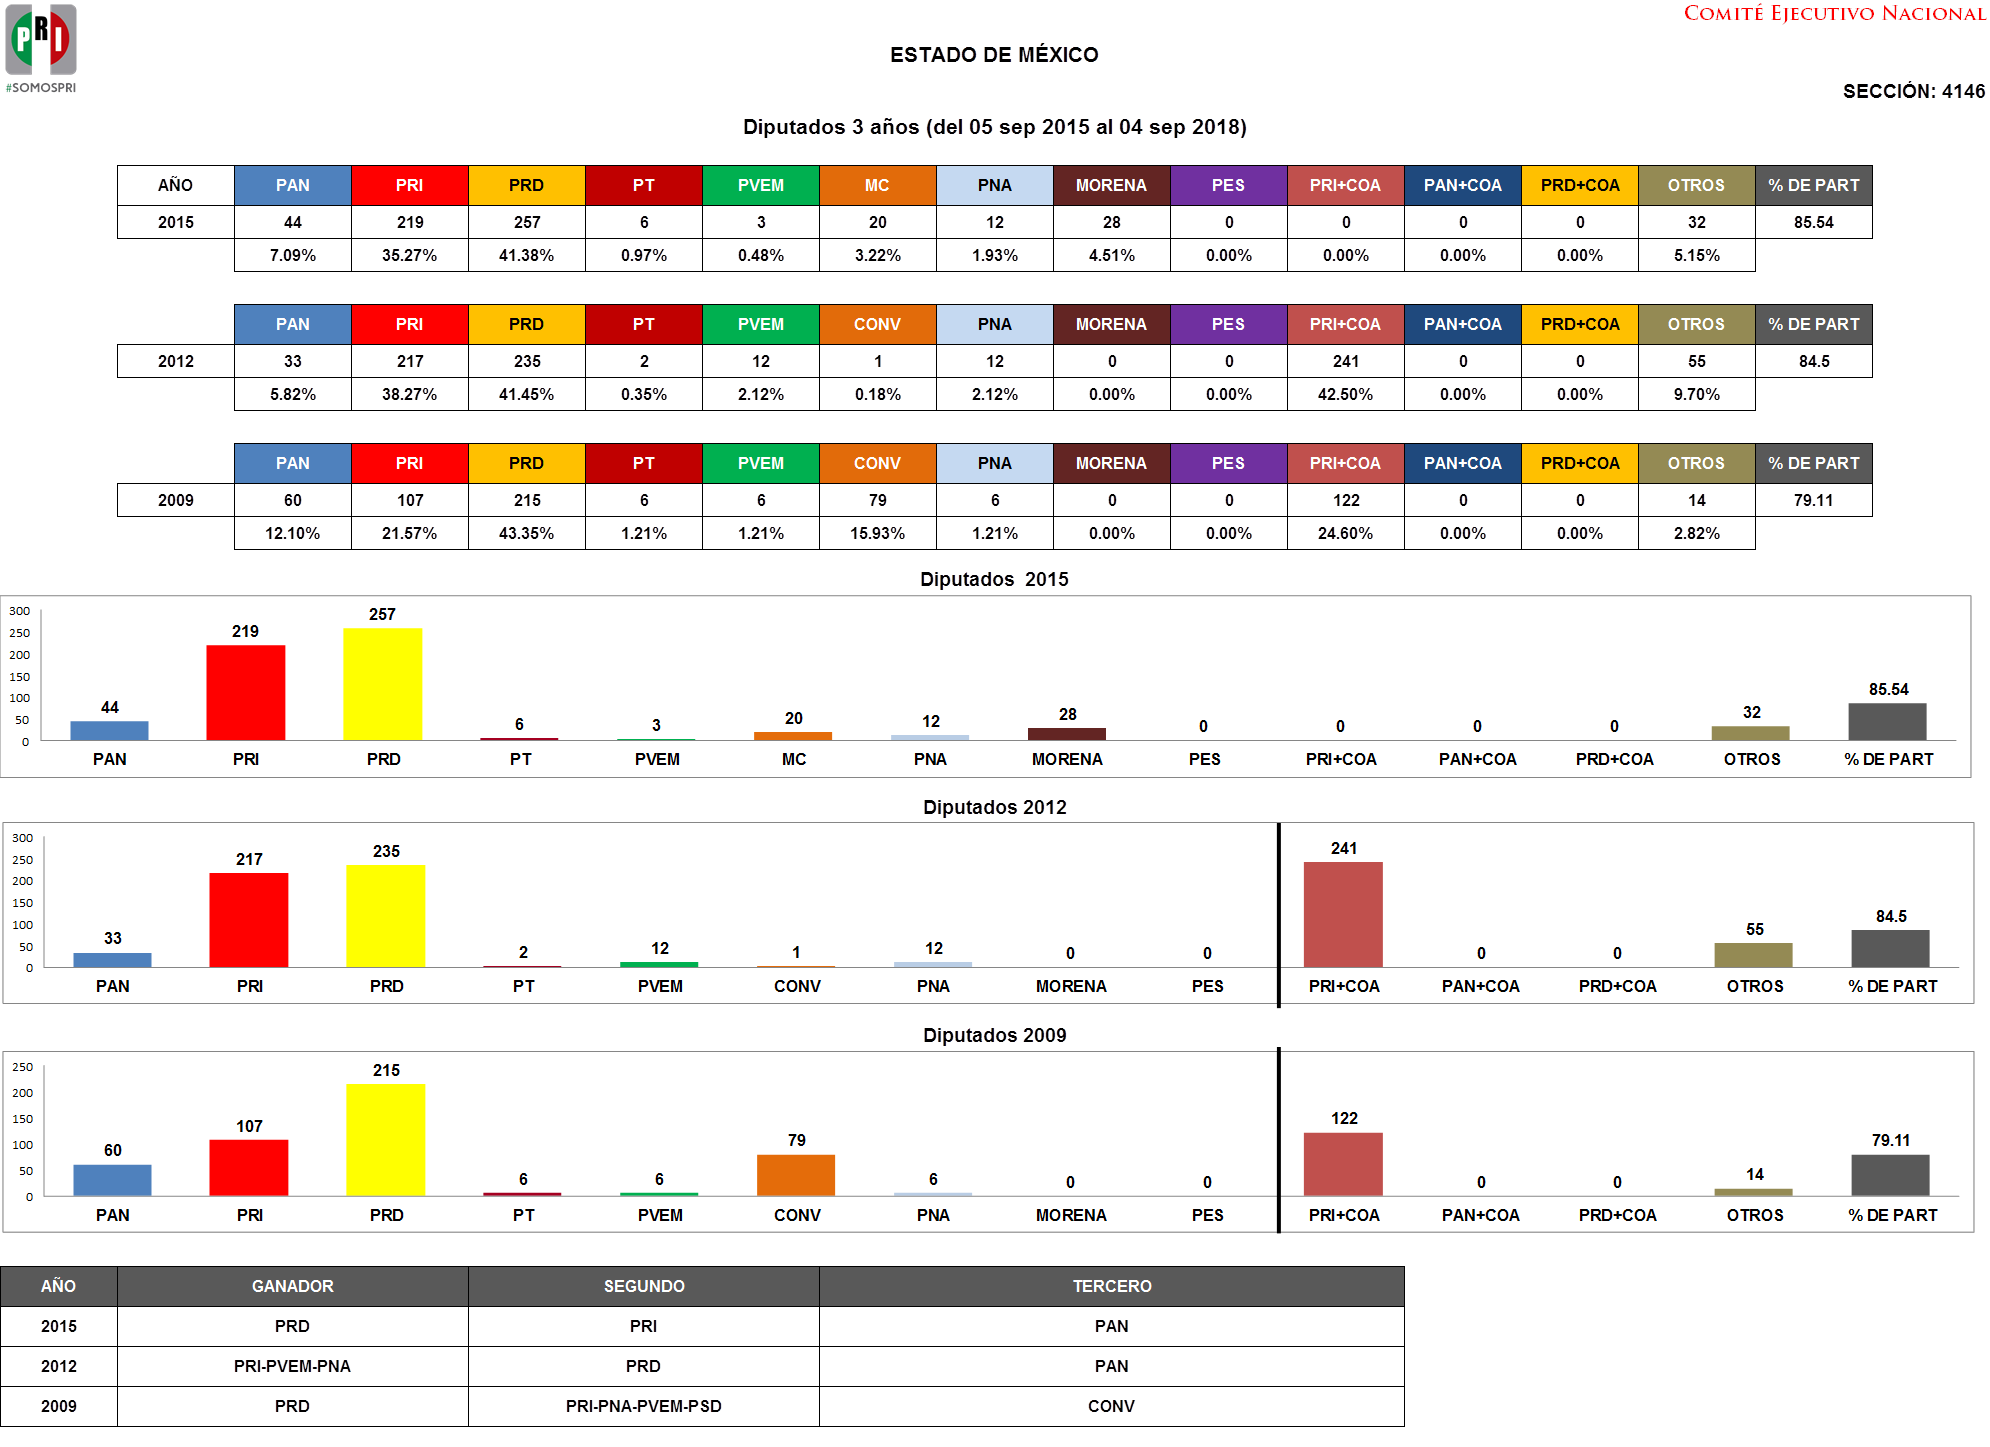 PRI
#SOMOSPRI
COMITÉ EJECUTIVO NACIONAL
ESTADO DE MÉXICO
SECCIÓN: 4146
Diputados 3 años (del 05 sep 2015 al 04 sep 2018)
AÑO PAN PRI PRD PT PVEM MC PNA MORENA PES PRI+COA PAN+COA PRD+COA OTROS % DE PART
2015 44 219 257 6 3 20 12 28 0 0 0 0 32 85.54
7.09% 35.27% 41.38% 0.97% 0.48% 3.22% 1.93% 4.51% 0.00% 0.00% 0.00% 0.00% 5.15%
PAN PRI PRD PT PVEM CONV PNA MORENA PES PRI+COA PAN+COA PRD+COA OTROS % DE PART
2012 33 217 235 2 12 1 12 0 0 241 0 0 55 84.5
5.82% 38.27% 41.45% 0.35% 2.12% 0.18% 2.12% 0.00% 0.00% 42.50% 0.00% 0.00% 9.70%
PAN PRI PRD PT PVEM CONV PNA MORENA PES PRI+COA PAN+COA PRD+COA OTROS % DE PART
2009 60 107 215 6 6 79 6 0 0 122 0 0 14 79.11
12.10% 21.57% 43.35% 1.21% 1.21% 15.93% 1.21% 0.00% 0.00% 24.60% 0.00% 0.00% 2.82%
Diputados 2015
300
250
200
150
100
50
0
44 219 257 6 3 20 12 28 0 0 0 0 32 85.54
PAN PRI PRD PT PVEM MC PNA MORENA PES PRI+COA PAN+COA PRD+COA OTROS % DE PART
Diputados 2012
300
250
200
150
100
50
0
33 217 235 2 12 1 12 0 0 241 0 0 55 84.5
PAN PRI PRD PT PVEM CONV PNA MORENA PES PRI+COA PAN+COA PRD+COA OTROS % DE PART
Diputados 2009
250
200
150
100
50
0
60 107 215 6 6 79 6 0 0 122 0 0 14 79.11
PAN PRI PRD PT PVEM CONV PNA MORENA PES PRI+COA PAN+COA PRD+COA OTROS % DE PART
AÑO GANADOR SEGUNDO TERCERO
2015 PRD PRI PAN
2012 PRI-PVEM-PNA PRD PAN
2009 PRD PRI-PNA-PVEM-PSD CONV